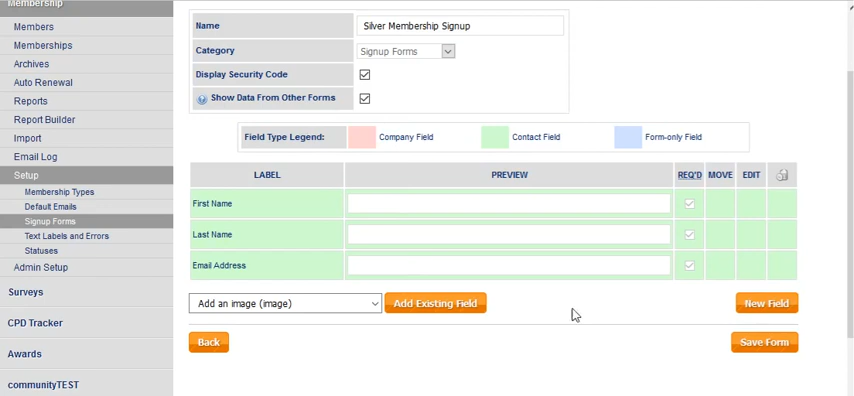 Membership
Members
Memberships
Archives
Auto Renewal
Reports
Report Builder
Import
Email Log
Setup
Membership Types
Default Emails
Signup Forms
Text Labels and Errors
Statuses
Admin Setup
Surveys
CPD Tracker
Awards
communityTEST
Name Silver Membership Signup
Category Signup Forms
Display Security Code
? Show Data From Other Forms
Field Type Legend: Company Field Contact Field Form-only Field
LABEL PREVIEW REQ'D MOVE EDIT
First Name
Last Name
Email Address
Add an image (image) Add Existing Field New Field
Back Save Form